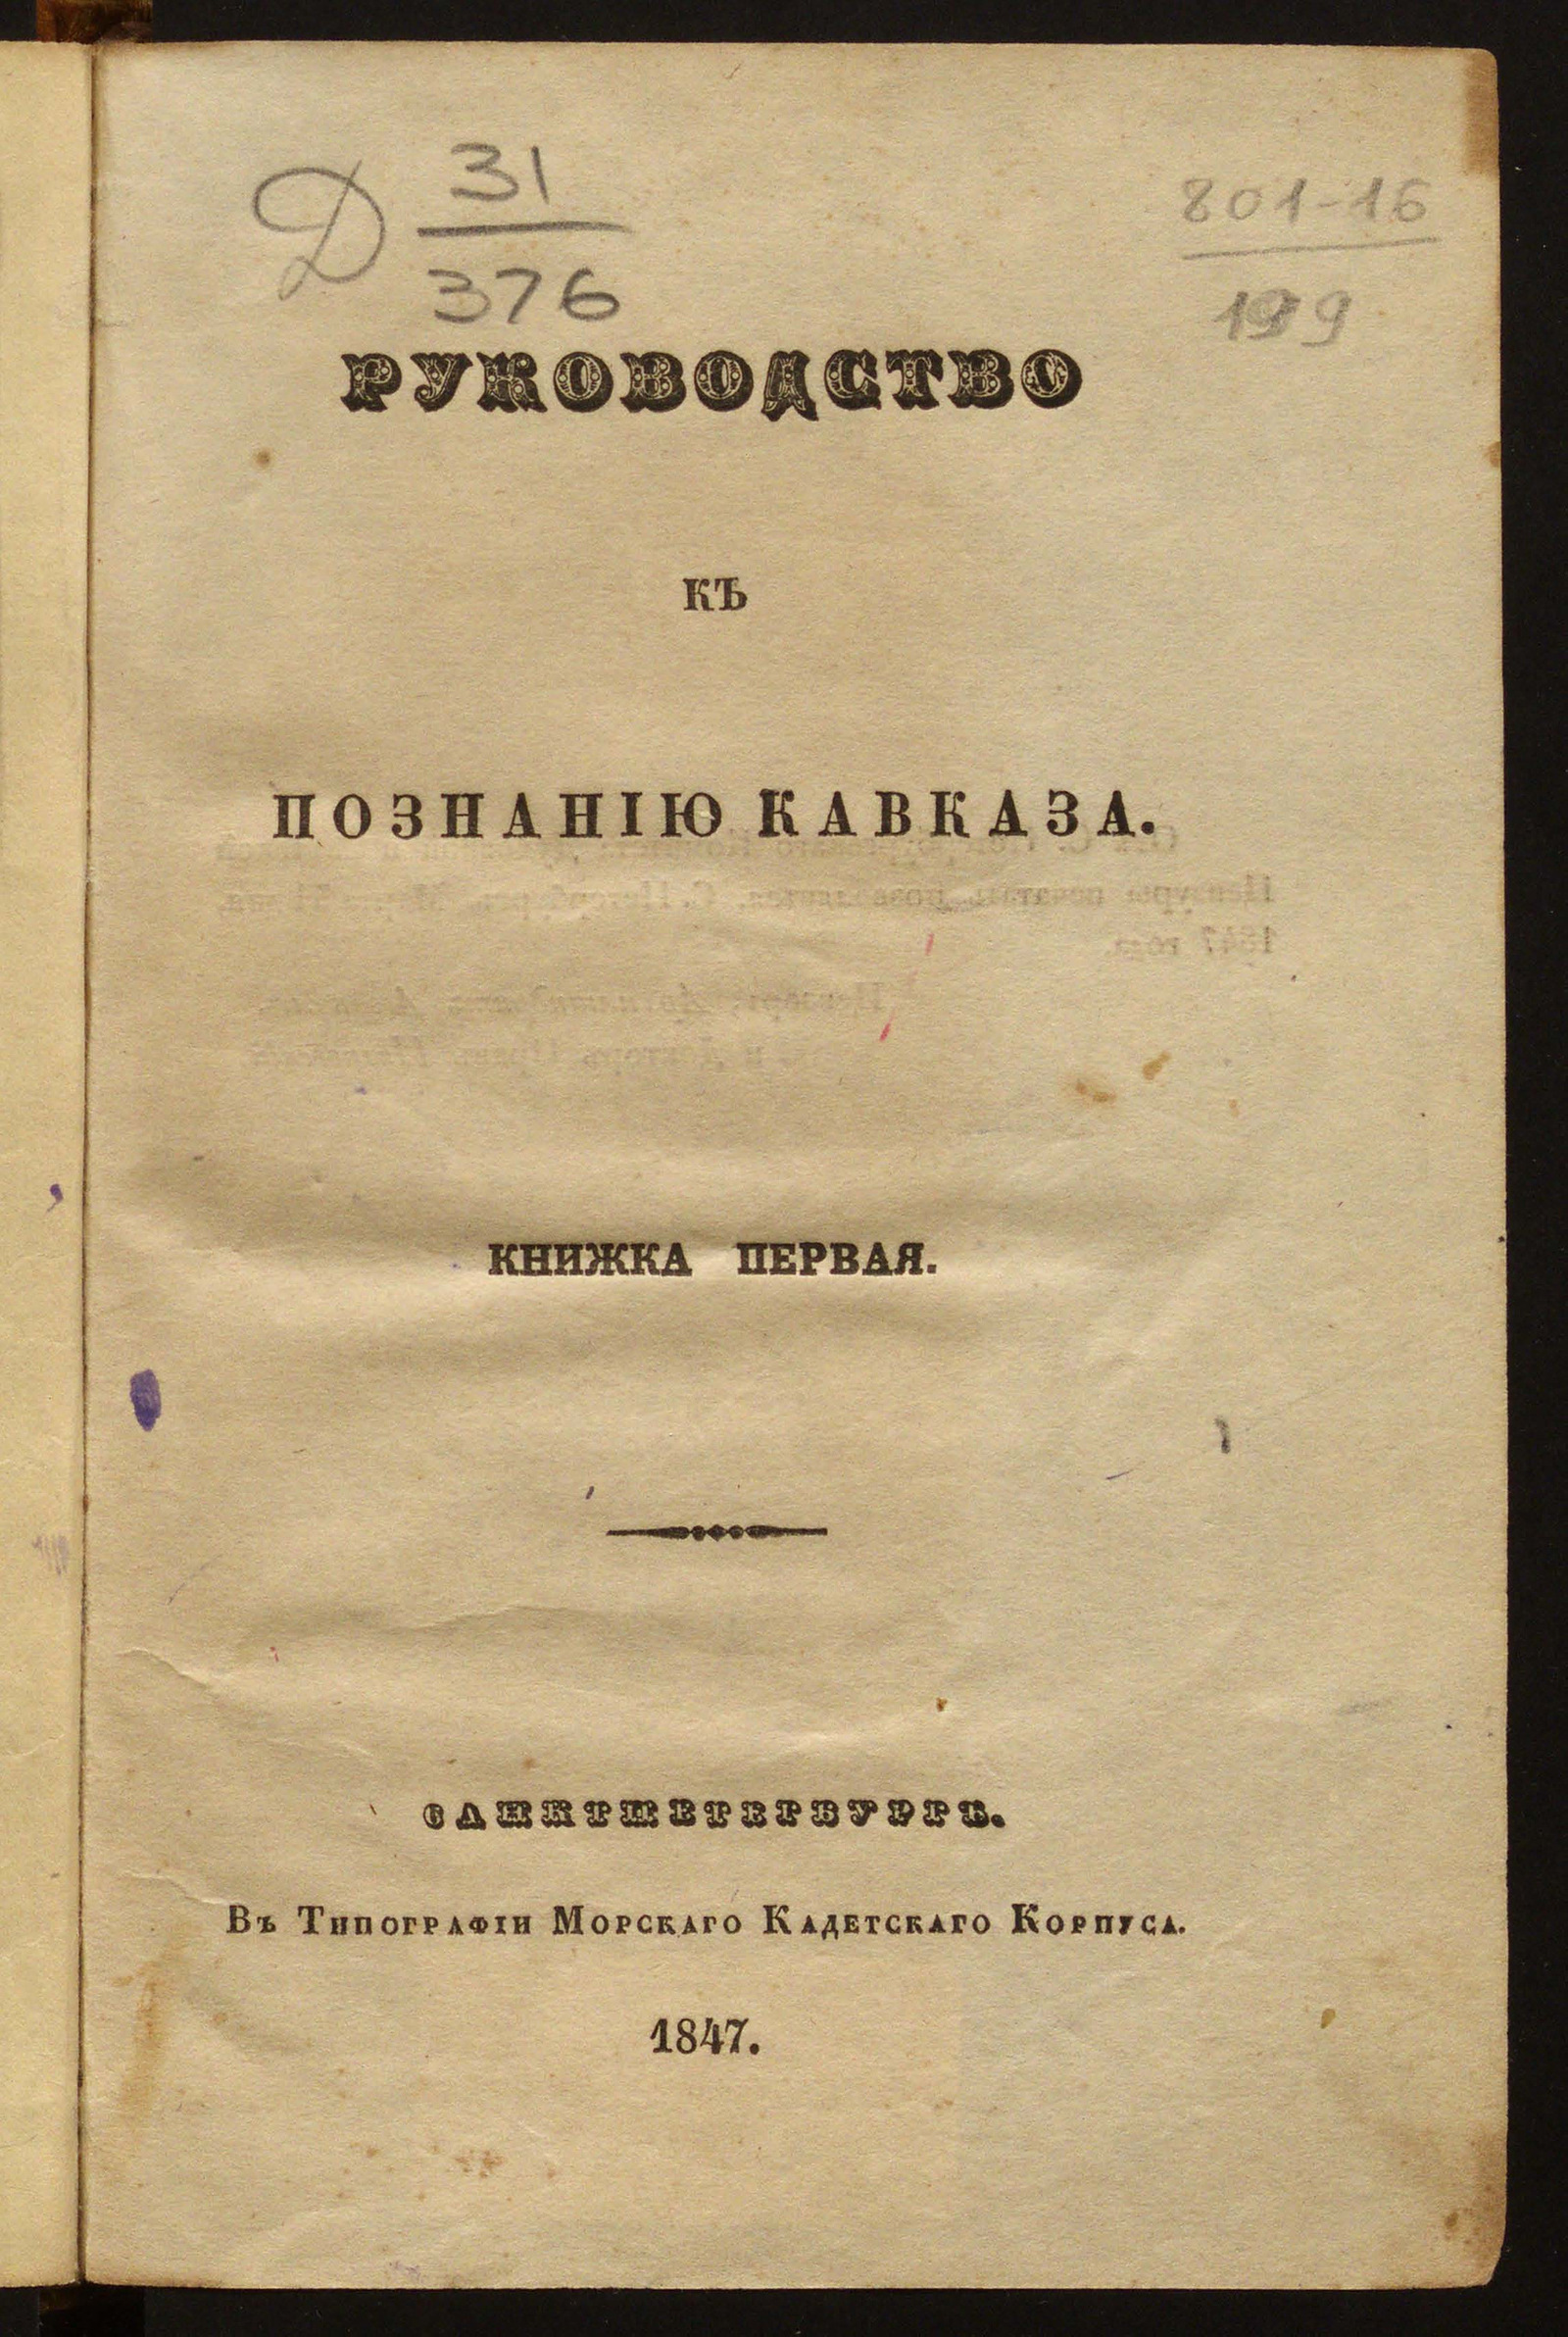 Д 31
376
801-16
199
РУКОВОДСТВО
КЪ
ПОЗНАНІЮ КАВКАЗА.
КНИЖКА ПЕРВАЯ.
САНКТПЕТЕРБУРГЪ.
Въ Типографіи Морскаго Кадетскаго Корпуса.
1847.